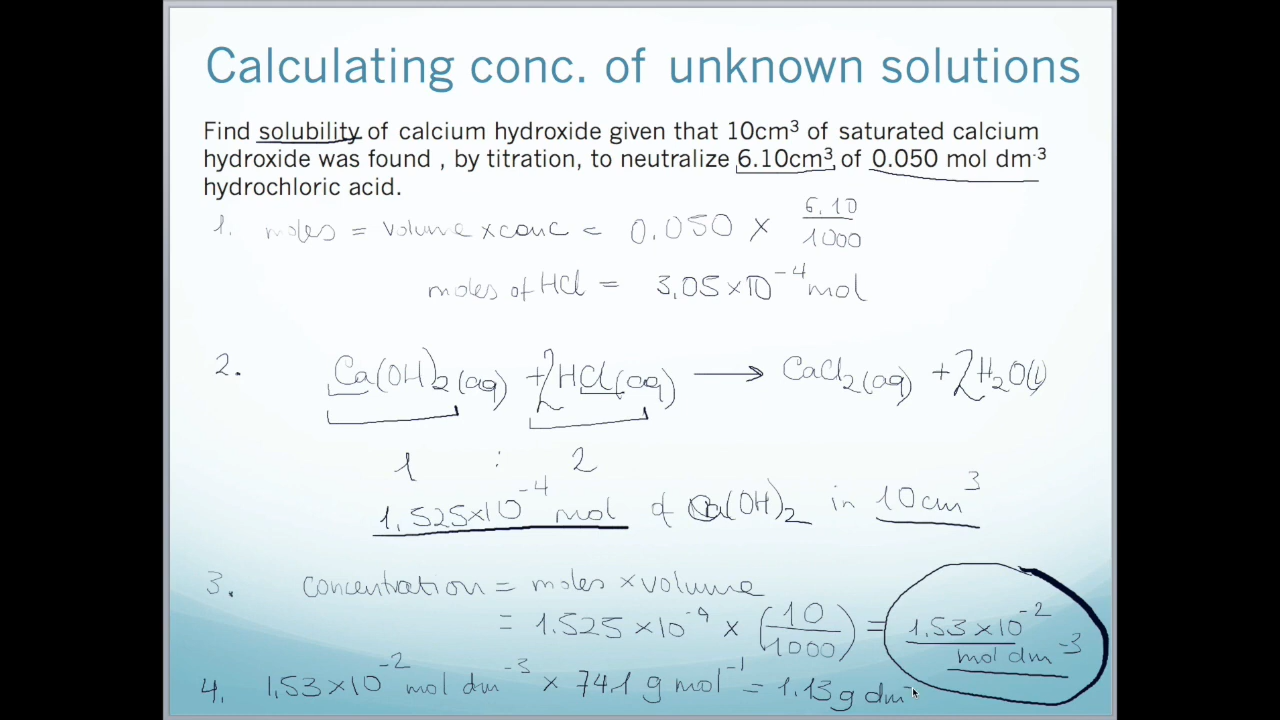 Calculating conc. of unknown solutions
Find solubility of calcium hydroxide given that 10cm³ of saturated calcium
hydroxide was found , by titration, to neutralize 6.10cm³ of 0.050 mol dm⁻³
hydrochloric acid.
1. moles = volume x conc = 0.050 × 6.10/1000
moles of HCl = 3.05×10⁻⁴ mol
2. Ca(OH)₂(aq) + 2HCl(aq) → CaCl₂(aq) + 2H₂O(l)
1 : 2
1.525×10⁻⁴ mol of Ca(OH)₂ in 10cm³
3. concentration = moles × volume
= 1.525 ×10⁻⁴ × (10/1000) = 1.53×10⁻²
mol dm⁻³
4. 1.53×10⁻² mol dm⁻³ × 74.1 g mol⁻¹ = 1.13g dm⁻